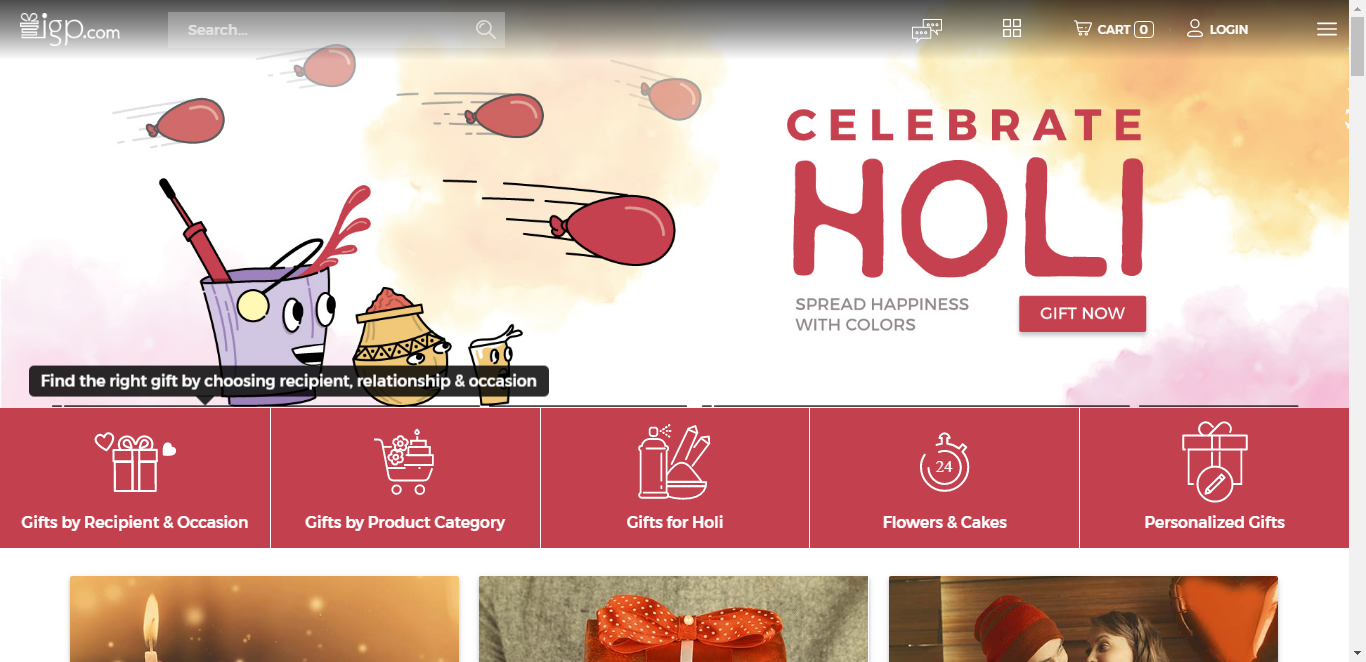 igp.com
Search...
CART 0
LOGIN
CELEBRATE
HOLI
SPREAD HAPPINESS
WITH COLORS
GIFT NOW
Find the right gift by choosing recipient, relationship & occasion
24
Gifts by Recipient & Occasion
Gifts by Product Category
Gifts for Holi
Flowers & Cakes
Personalized Gifts